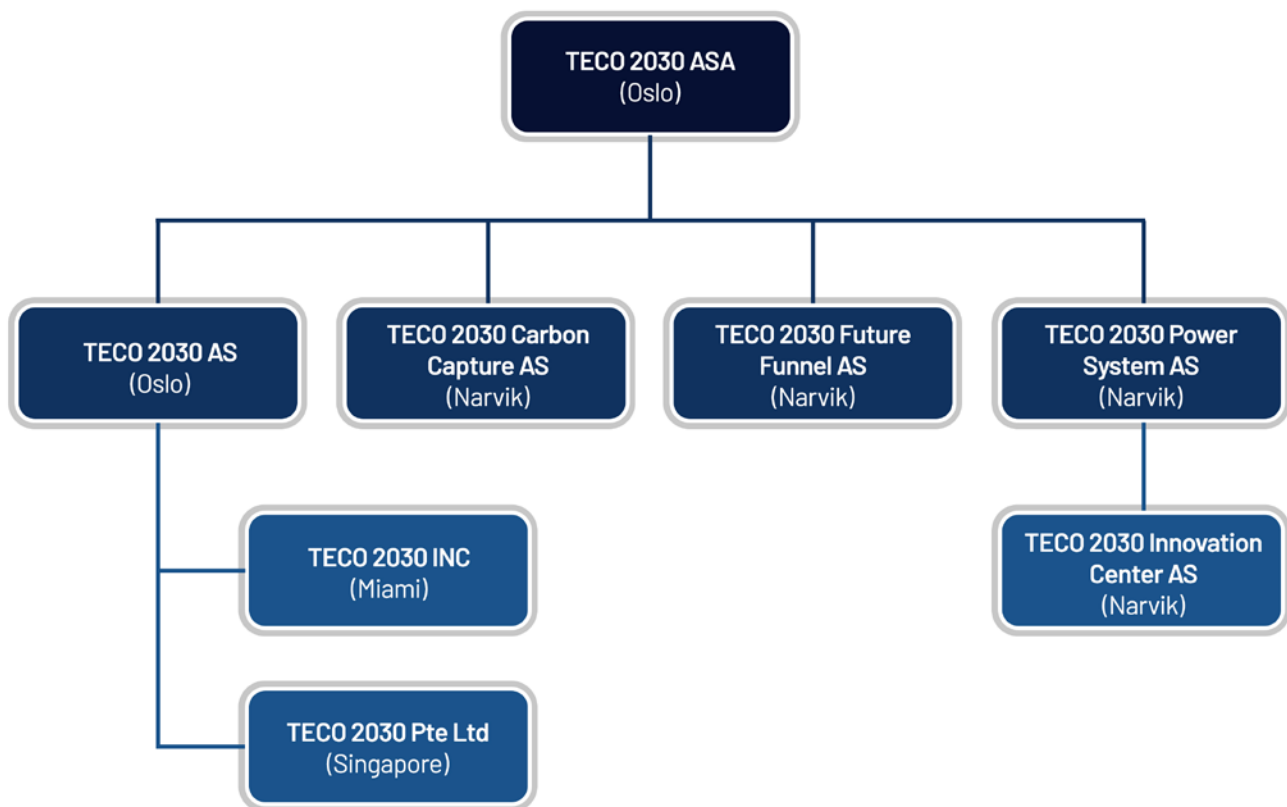 TECO 2030 ASA
(Oslo)
TECO 2030 AS
(Oslo)
TECO 2030 Carbon
Capture AS
(Narvik)
TECO 2030 Future
Funnel AS
(Narvik)
TECO 2030 Power
System AS
(Narvik)
TECO 2030 INC
(Miami)
TECO 2030 Innovation
Center AS
(Narvik)
TECO 2030 Pte Ltd
(Singapore)